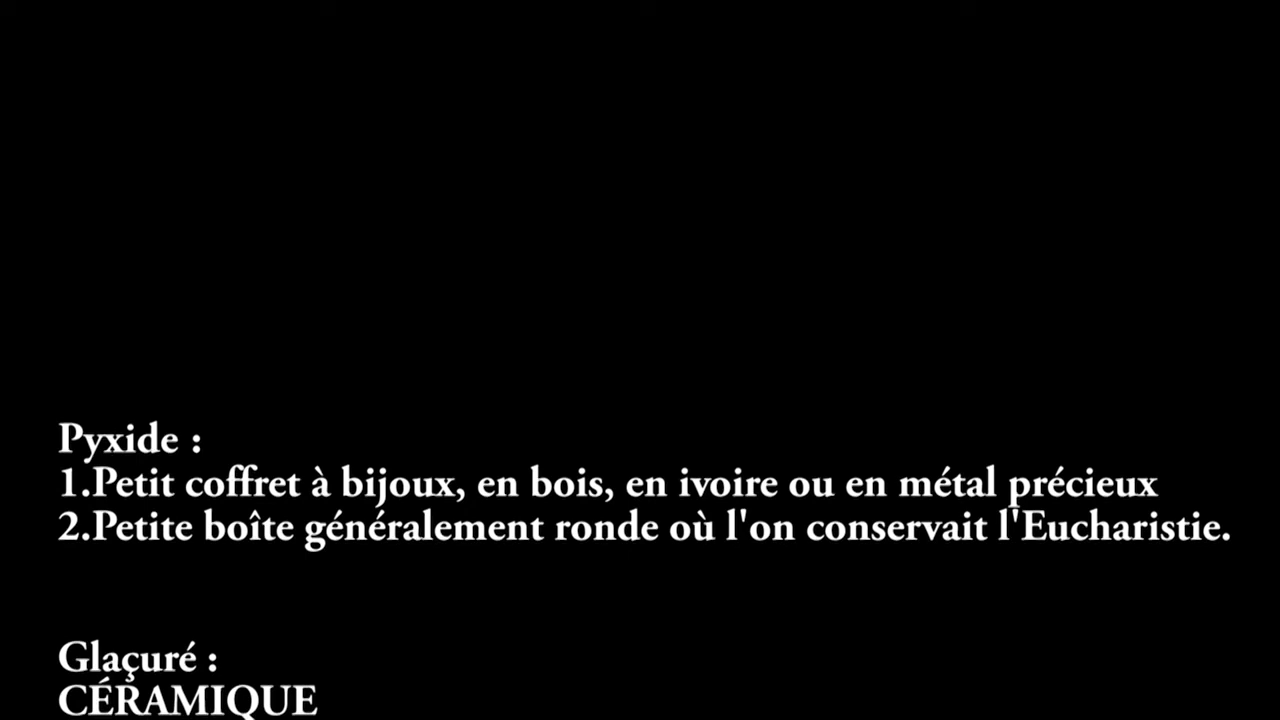 Pyxide :
1.Petit coffret à bijoux, en bois, en ivoire ou en métal précieux
2.Petite boîte généralement ronde où l'on conservait l'Eucharistie.
Glaçuré :
CÉRAMIQUE